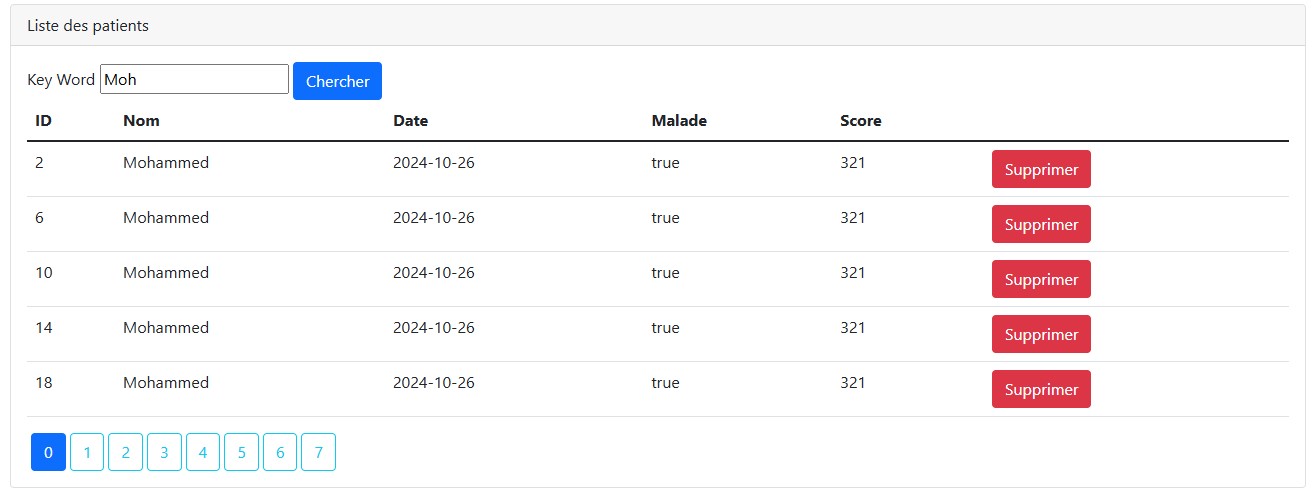 Liste des patients
Key Word Moh Chercher
ID Nom Date Malade Score
2 Mohammed 2024-10-26 true 321 Supprimer
6 Mohammed 2024-10-26 true 321 Supprimer
10 Mohammed 2024-10-26 true 321 Supprimer
14 Mohammed 2024-10-26 true 321 Supprimer
18 Mohammed 2024-10-26 true 321 Supprimer
0 1 2 3 4 5 6 7